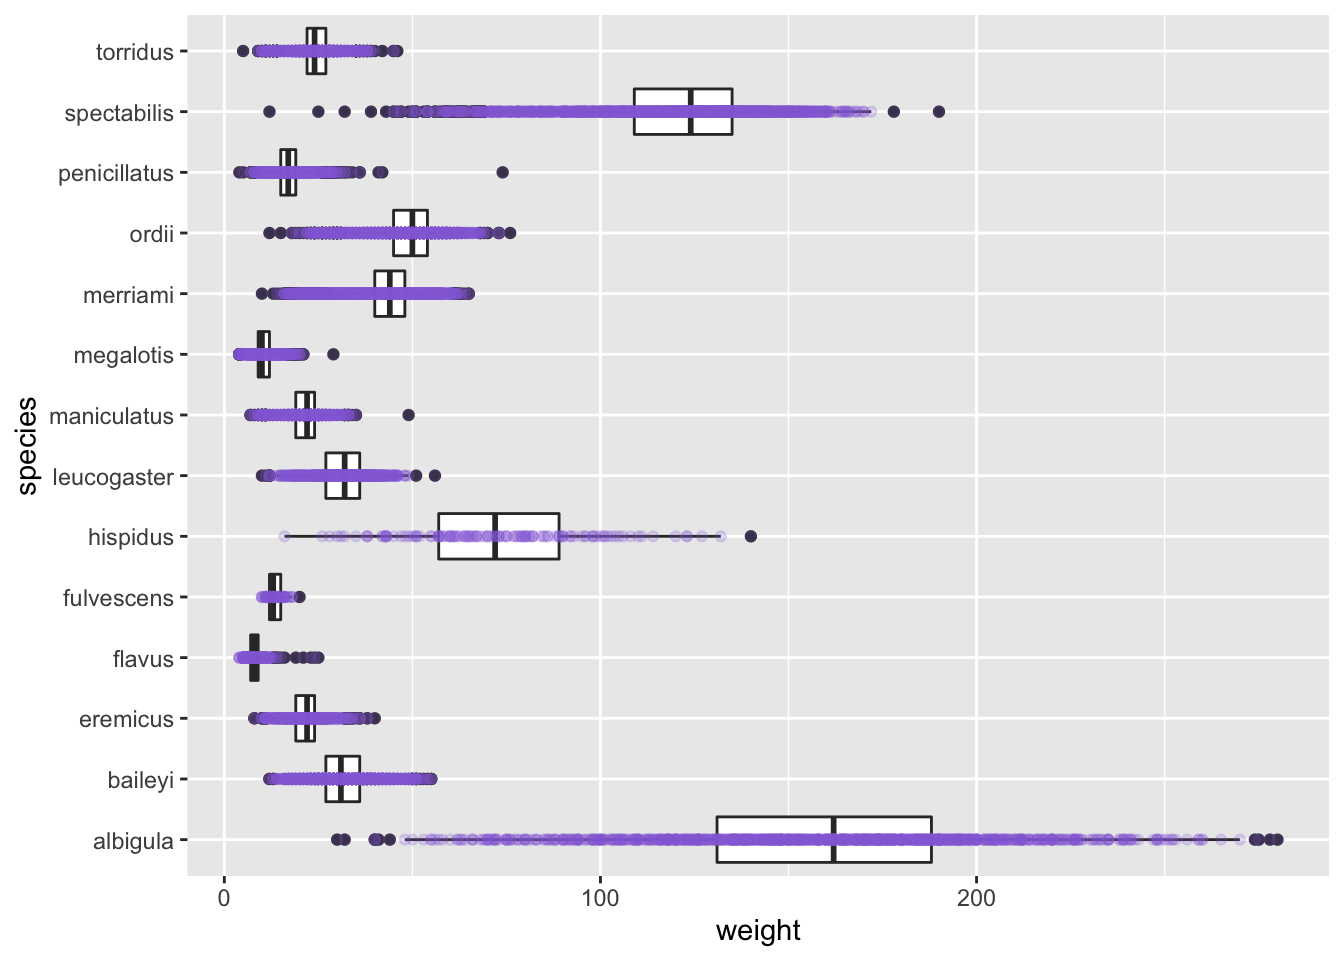 torridus
spectabilis
penicillatus
ordii
merriami
megalotis
maniculatus
leucogaster
hispidus
fulvescens
flavus
eremicus
baileyi
albigula
species
0 100 200
weight